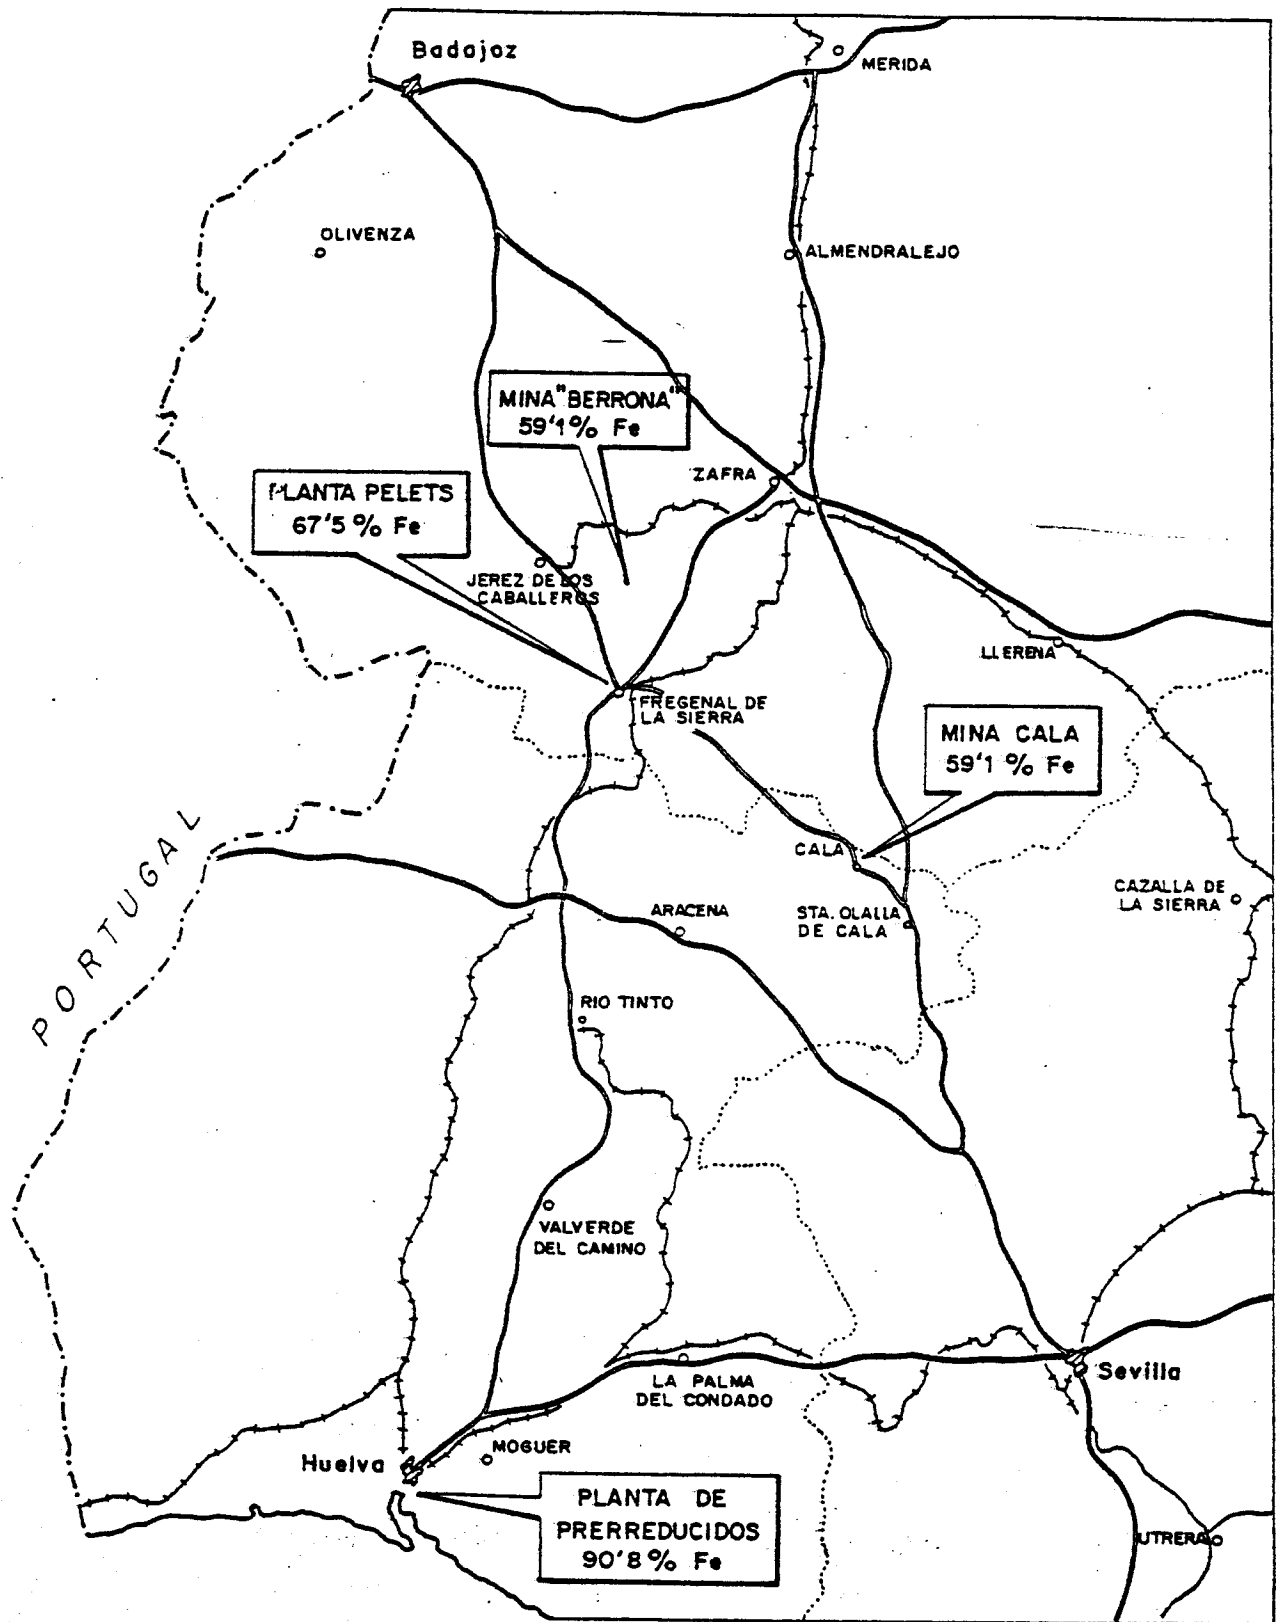 Badajoz
MERIDA
OLIVENZA
ALMENDRALEJO
MINA "BERRONA"
59'1% Fe
ZAFRA
PLANTA PELETS
67'5% Fe
JEREZ DE LOS
CABALLEROS
LLERENA
FREGENAL DE
LA SIERRA
MINA CALA
59'1% Fe
PORTUGAL
CALA
CAZALLA DE
LA SIERRA
ARACENA
STA. OLALLA
DE CALA
RIO TINTO
VALVERDE
DEL CAMINO
LA PALMA
DEL CONDADO
Sevilla
Huelva
MOGUER
PLANTA DE
PRERREDUCIDOS
90'8% Fe
UTRERA